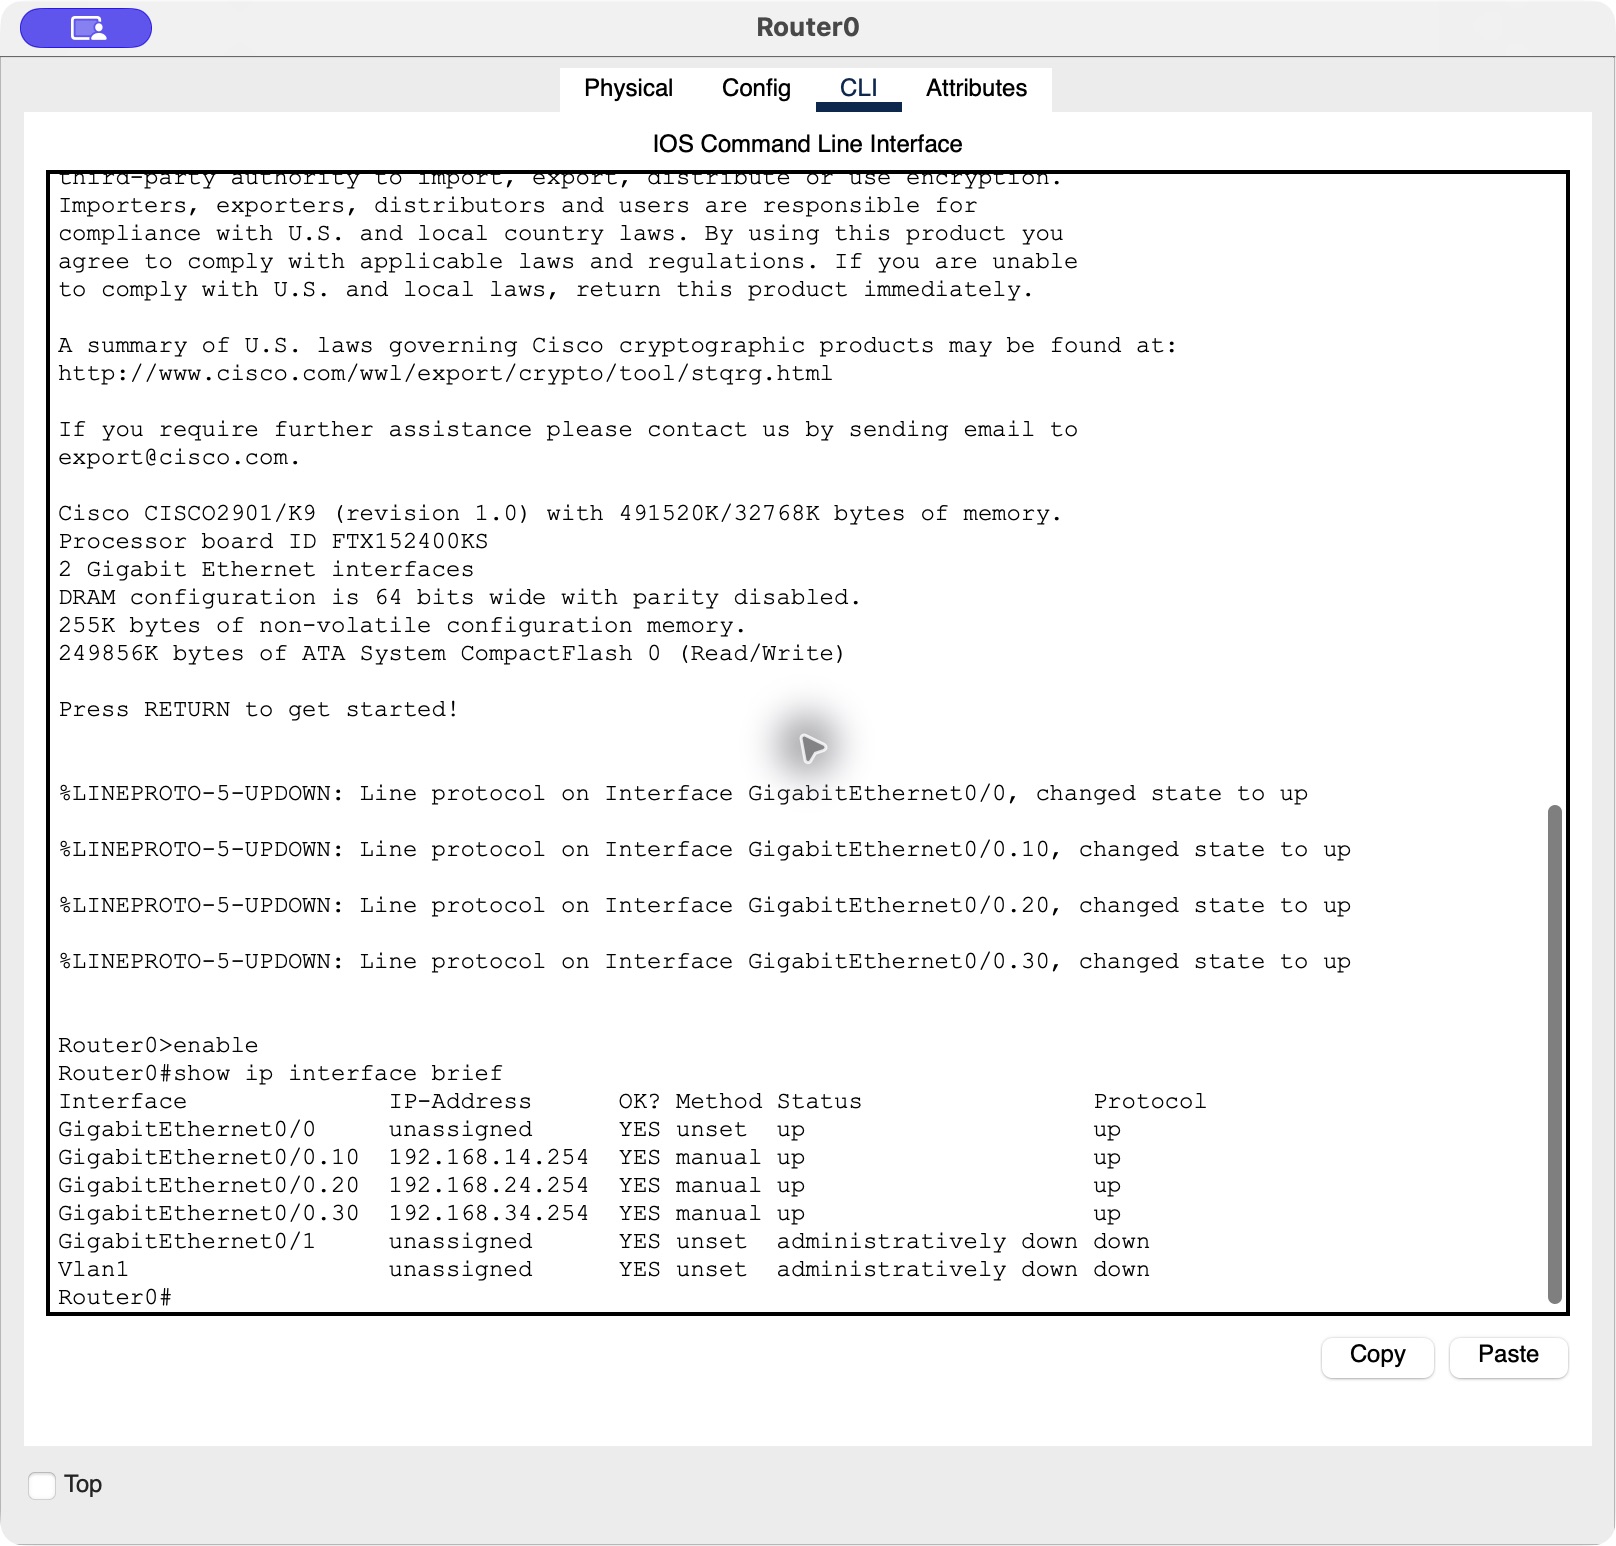 Router0
Physical Config CLI Attributes
IOS Command Line Interface
third-party authority to import, export, distribute or use encryption.
Importers, exporters, distributors and users are responsible for
compliance with U.S. and local country laws. By using this product you
agree to comply with applicable laws and regulations. If you are unable
to comply with U.S. and local laws, return this product immediately.
A summary of U.S. laws governing Cisco cryptographic products may be found at:
http://www.cisco.com/wwl/export/crypto/tool/stqrg.html
If you require further assistance please contact us by sending email to
export@cisco.com.
Cisco CISCO2901/K9 (revision 1.0) with 491520K/32768K bytes of memory.
Processor board ID FTX152400KS
2 Gigabit Ethernet interfaces
DRAM configuration is 64 bits wide with parity disabled.
255K bytes of non-volatile configuration memory.
249856K bytes of ATA System CompactFlash 0 (Read/Write)
Press RETURN to get started!
%LINEPROTO-5-UPDOWN: Line protocol on Interface GigabitEthernet0/0, changed state to up
%LINEPROTO-5-UPDOWN: Line protocol on Interface GigabitEthernet0/0.10, changed state to up
%LINEPROTO-5-UPDOWN: Line protocol on Interface GigabitEthernet0/0.20, changed state to up
%LINEPROTO-5-UPDOWN: Line protocol on Interface GigabitEthernet0/0.30, changed state to up
Router0>enable
Router0#show ip interface brief
Interface IP-Address OK? Method Status Protocol
GigabitEthernet0/0 unassigned YES unset up up
GigabitEthernet0/0.10 192.168.14.254 YES manual up up
GigabitEthernet0/0.20 192.168.24.254 YES manual up up
GigabitEthernet0/0.30 192.168.34.254 YES manual up up
GigabitEthernet0/1 unassigned YES unset administratively down down
Vlan1 unassigned YES unset administratively down down
Router0#
Copy Paste
Top